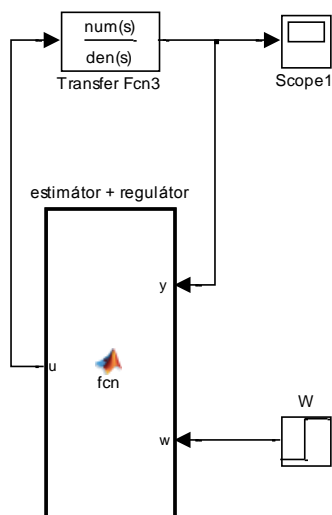 num(s)
den(s)
Transfer Fcn3
Scope1
estimátor + regulátor
y
u
fcn
W
w